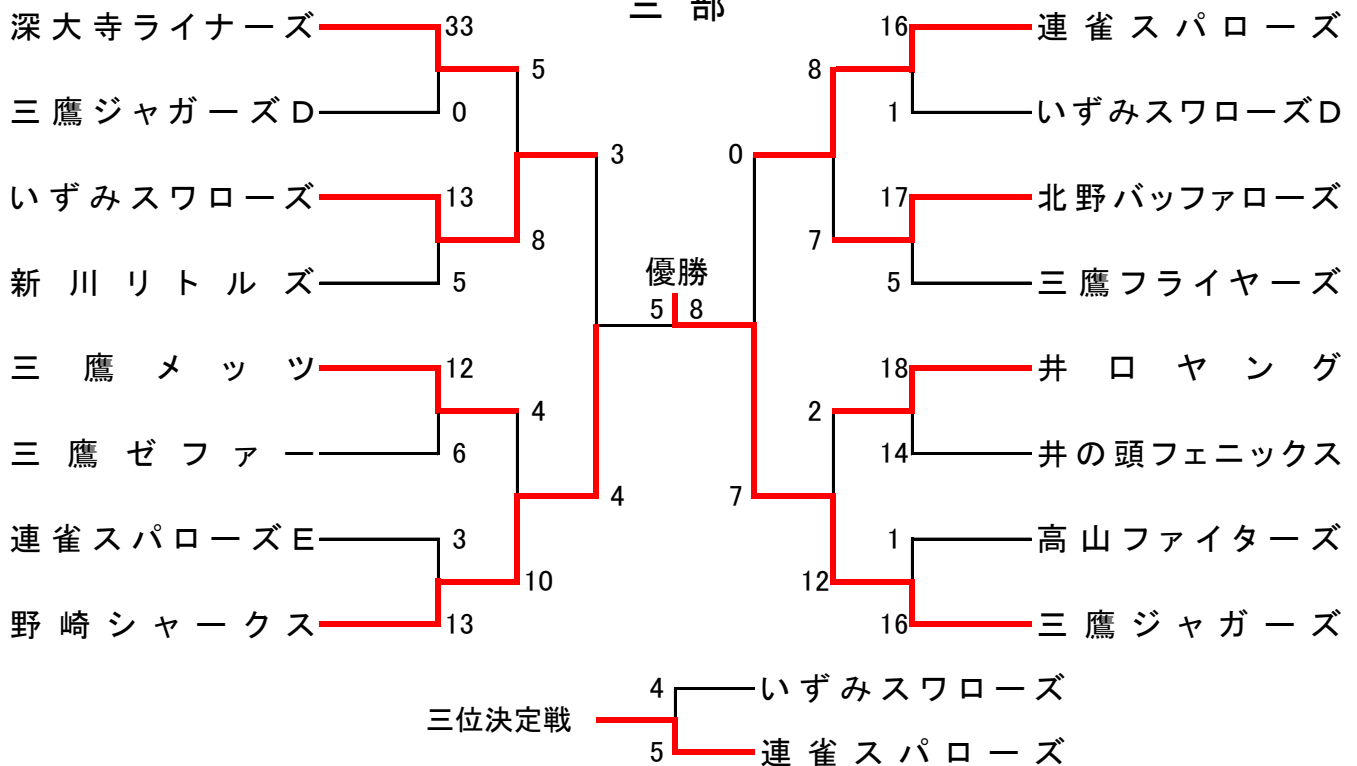 三部
深大寺ライナーズ 33 16 連雀スパローズ
5 8
三鷹ジャガーズD 0 1 いずみスワローズD
3 0
いずみスワローズ 13 17 北野バッファローズ
8 7
新川リトルズ 5 5 三鷹フライヤーズ
優勝
5 8
三鷹メッツ 12 18 井口ヤング
4 2
三鷹ゼファー 6 14 井の頭フェニックス
4 7
連雀スパローズE 3 1 高山ファイターズ
10 12
野崎シャークス 13 16 三鷹ジャガーズ
4 いずみスワローズ
三位決定戦
5 連雀スパローズ